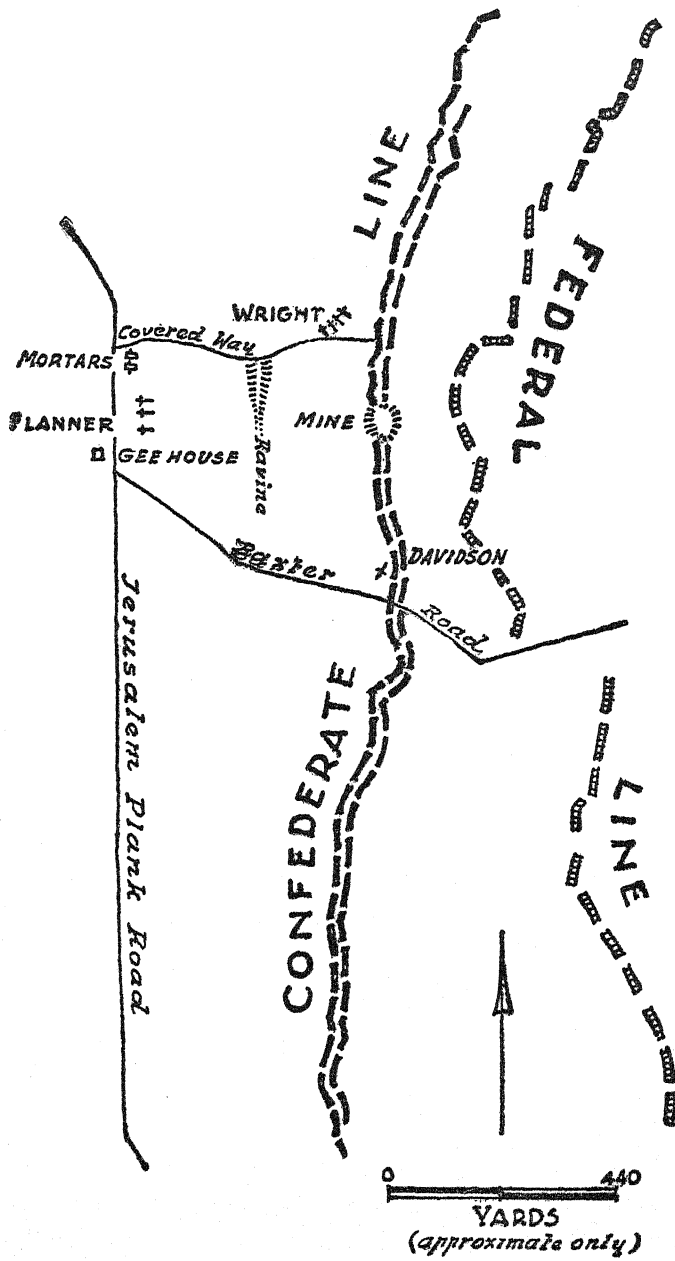 LINE
FEDERAL
WRIGHT
Covered Way
MORTARS
PLANNER
MINE
GEE HOUSE
Ravine
Baxter Road
DAVIDSON
Jerusalem Plank Road
CONFEDERATE
LINE
0 440
YARDS
(approximate only)